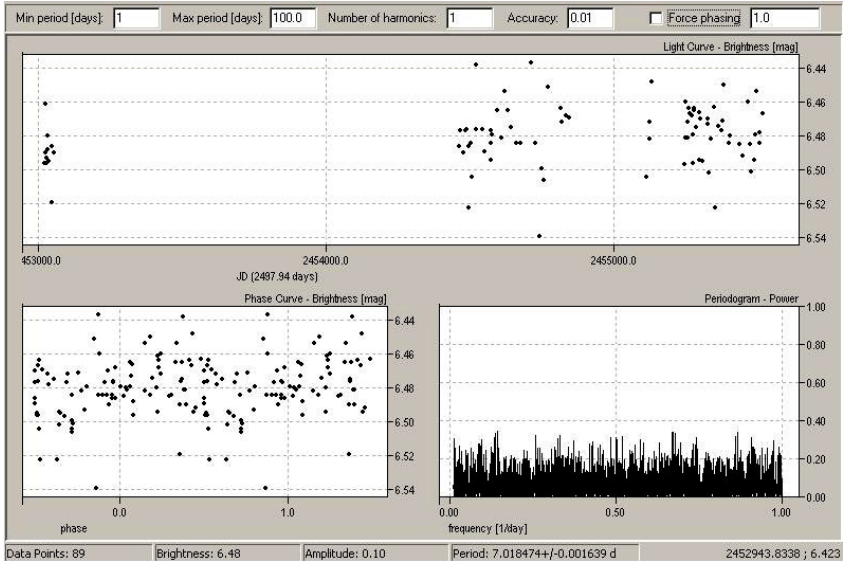 Min period [days]: 1 Max period [days]: 100.0 Number of harmonics: 1 Accuracy: 0.01 Force phasing 1.0
Light Curve - Brightness [mag]
6.44
6.46
6.48
6.50
6.52
6.54
453000.0 2454000.0 2455000.0
JD (2497.94 days)
Phase Curve - Brightness [mag]
6.44
6.46
6.48
6.50
6.52
6.54
0.0 1.0
phase
Periodogram - Power
1.00
0.80
0.60
0.40
0.20
0.00
0.00 0.50 1.00
frequency [1/day]
Data Points: 89 Brightness: 6.48 Amplitude: 0.10 Period: 7.018474+/-0.001639 d 2452943.8338 ; 6.423